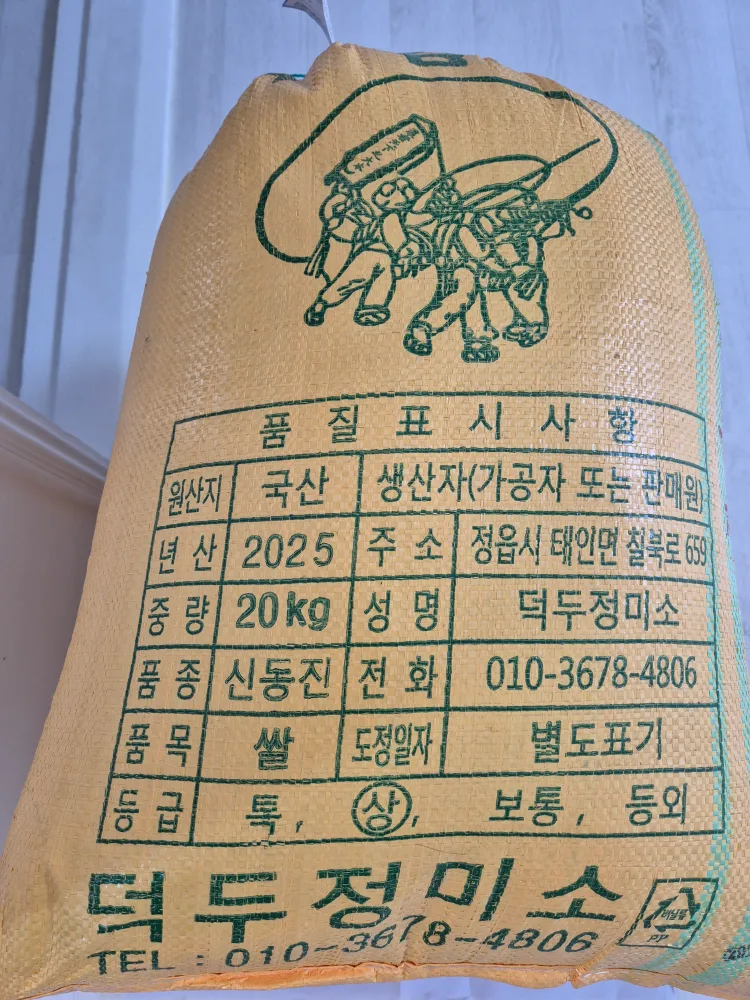 품 질 표 시 사 항
원산지 국산 생산자(가공자 또는 판매원)
년 산 2025 주 소 정읍시 태인면 칠북로 659
중 량 20kg 성 명 덕두정미소
품 종 신동진 전 화 010-3678-4806
품 목 쌀 도정일자 별도표기
등 급 특, 상, 보통, 등외
덕두정미소
TEL : 010-3678-4806
PP